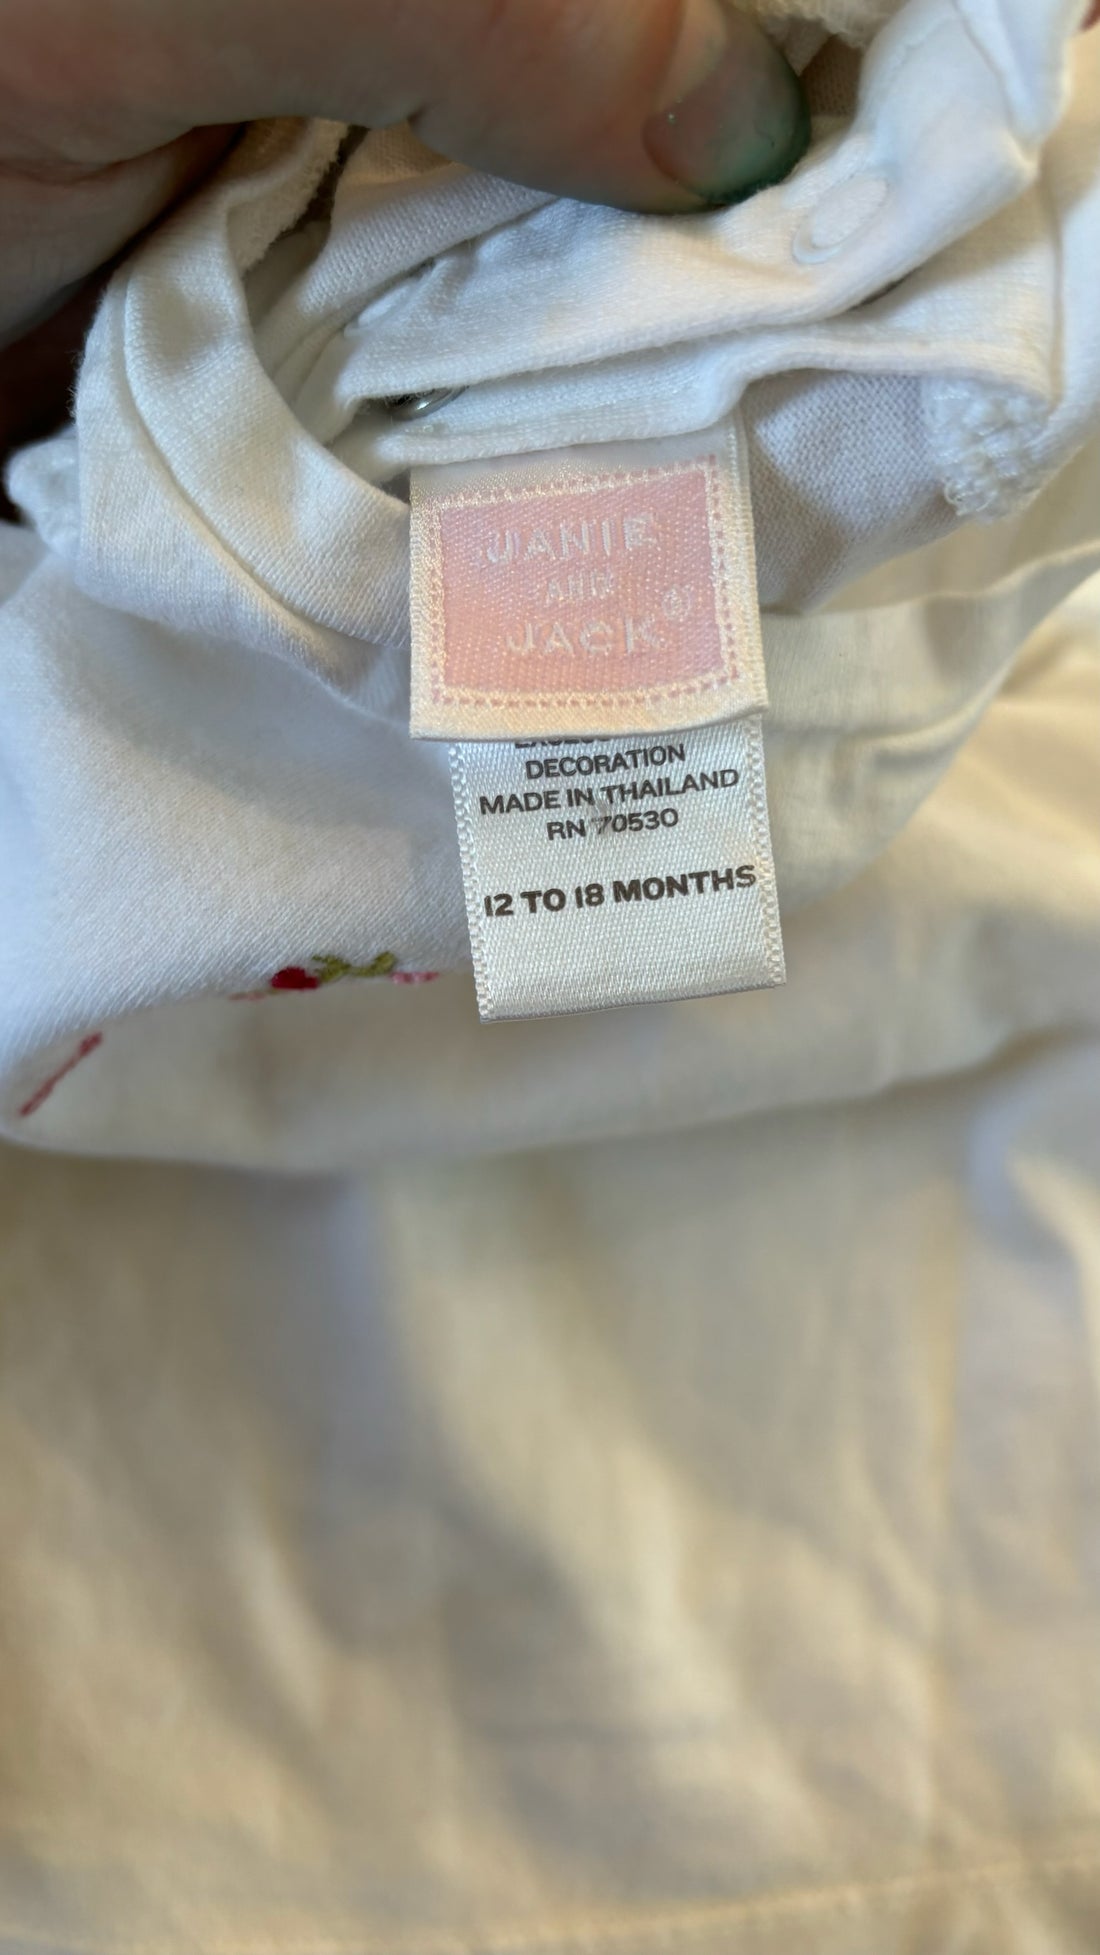 JANIE
AND
JACK®
DECORATION
MADE IN THAILAND
RN 70530
12 TO 18 MONTHS